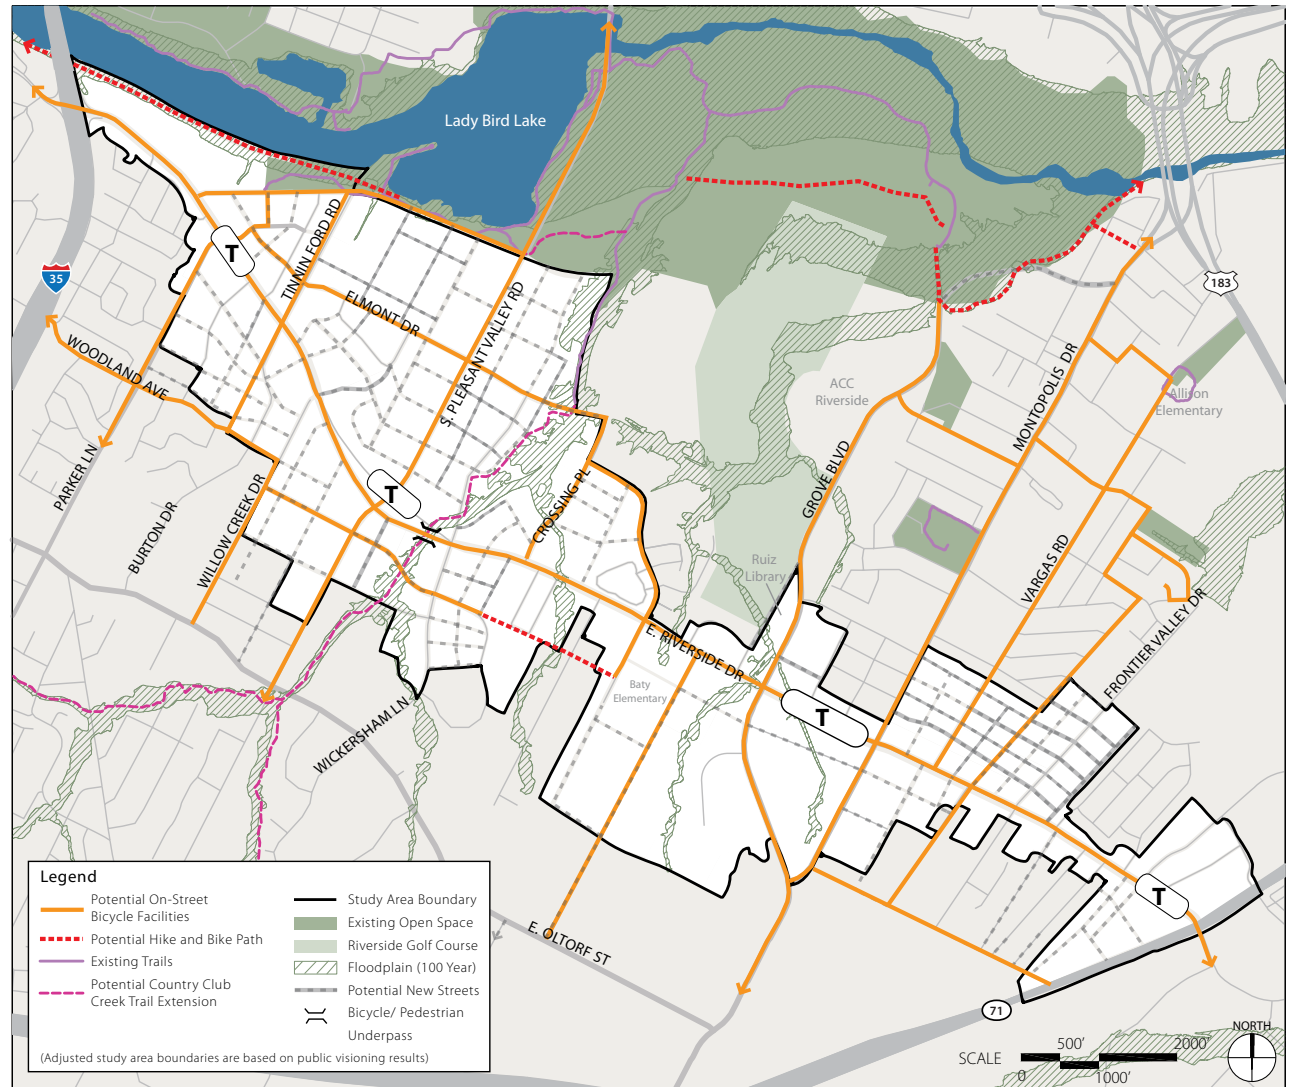 Lady Bird Lake
35
183
T
TINNIN FORD RD
ELMONT DR
S. PLEASANT VALLEY RD
WOODLAND AVE
PARKER LN
BURTON DR
WILLOW CREEK DR
T
CROSSING PL
WICKERSHAM LN
ACC
Riverside
GROVE BLVD
MONTOPOLIS DR
Allison
Elementary
Ruiz
Library
VARGAS RD
FRONTIER VALLEY DR
E. RIVERSIDE DR
Baty
Elementary
T
T
E. OLTORF ST
71
Legend
Potential On-Street
Bicycle Facilities
Potential Hike and Bike Path
Existing Trails
Potential Country Club
Creek Trail Extension
Study Area Boundary
Existing Open Space
Riverside Golf Course
Floodplain (100 Year)
Potential New Streets
Bicycle/ Pedestrian
Underpass
(Adjusted study area boundaries are based on public visioning results)
SCALE
500'
2000'
0
1000'
NORTH